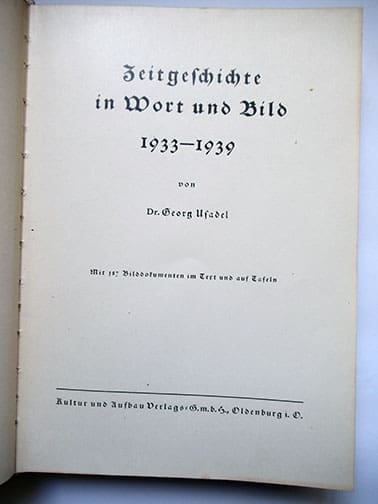 Zeitgeschichte
in Wort und Bild
1933—1939
von
Dr. Georg Usadel
Mit 317 Bilddokumenten im Text und auf Tafeln
Kultur und Aufbau Verlags-G.m.b.H., Oldenburg i. O.